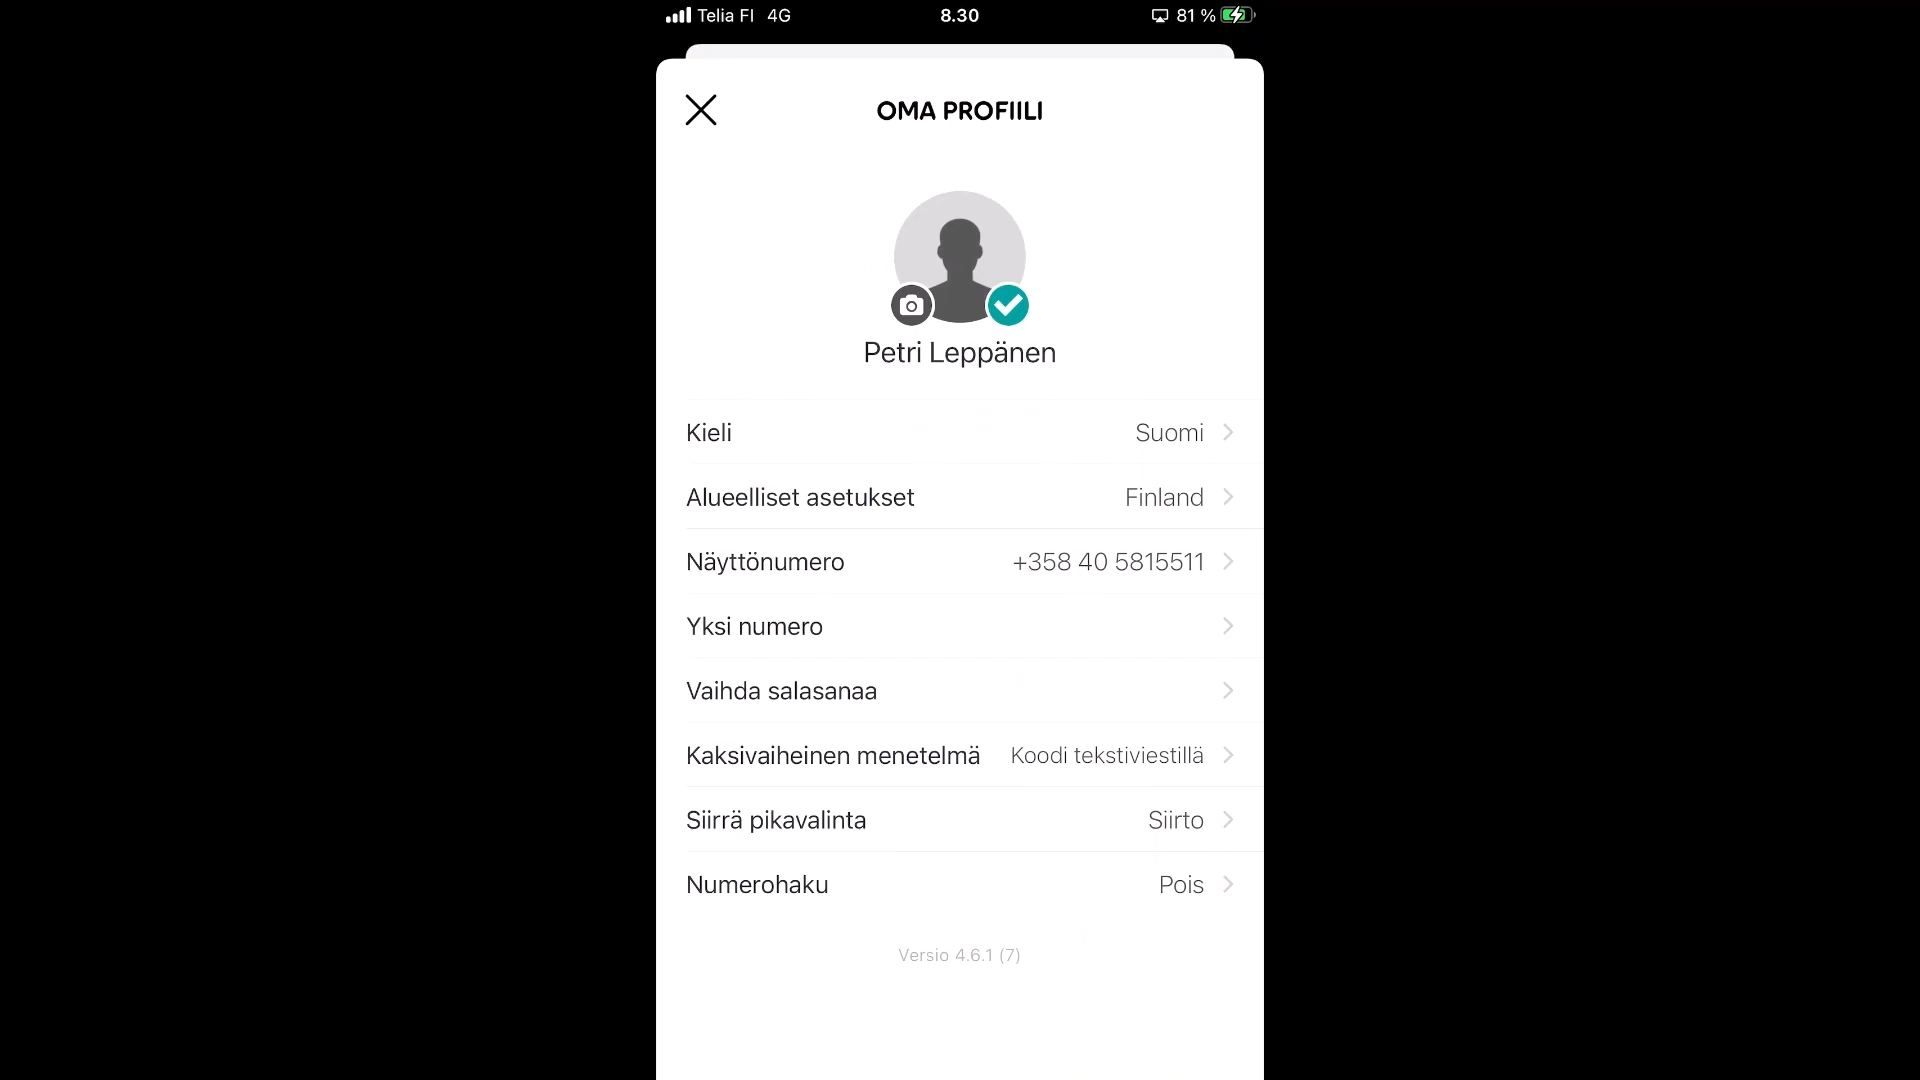 Telia FI 4G 8.30 81 %
OMA PROFIILI
Petri Leppänen
Kieli Suomi
Alueelliset asetukset Finland
Näyttönumero +358 40 5815511
Yksi numero
Vaihda salasanaa
Kaksivaiheinen menetelmä Koodi tekstiviestillä
Siirrä pikavalinta Siirto
Numerohaku Pois
Versio 4.6.1 (7)